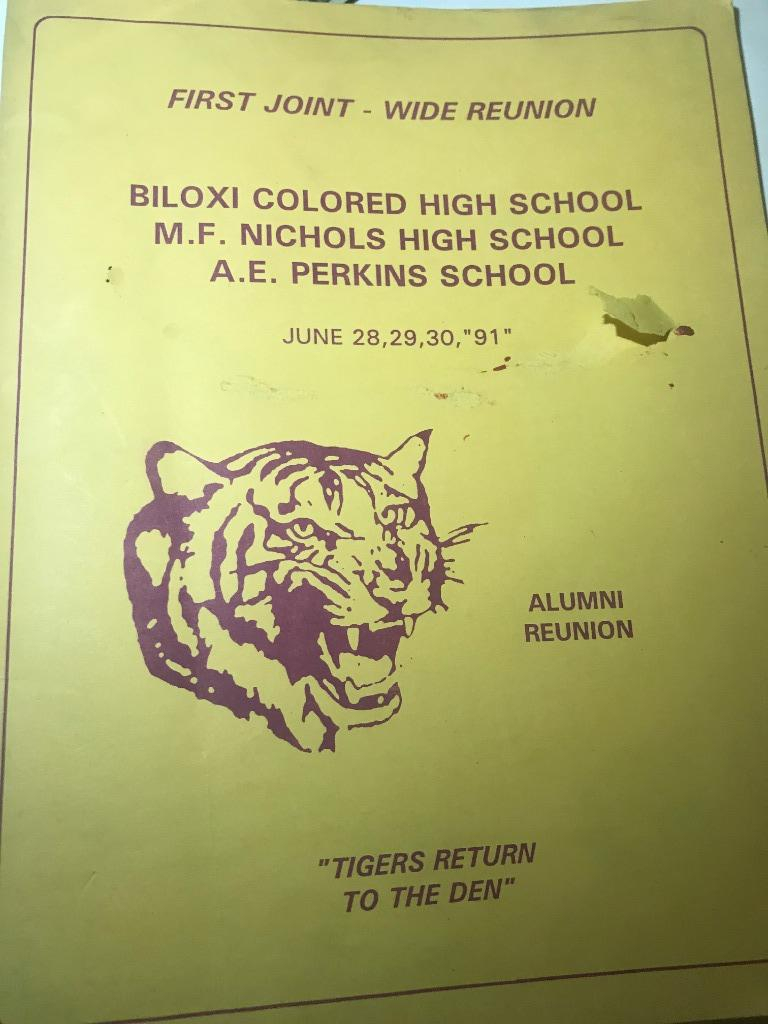 FIRST JOINT - WIDE REUNION
BILOXI COLORED HIGH SCHOOL
M.F. NICHOLS HIGH SCHOOL
A.E. PERKINS SCHOOL
JUNE 28,29,30,"91"
ALUMNI
REUNION
"TIGERS RETURN
TO THE DEN"